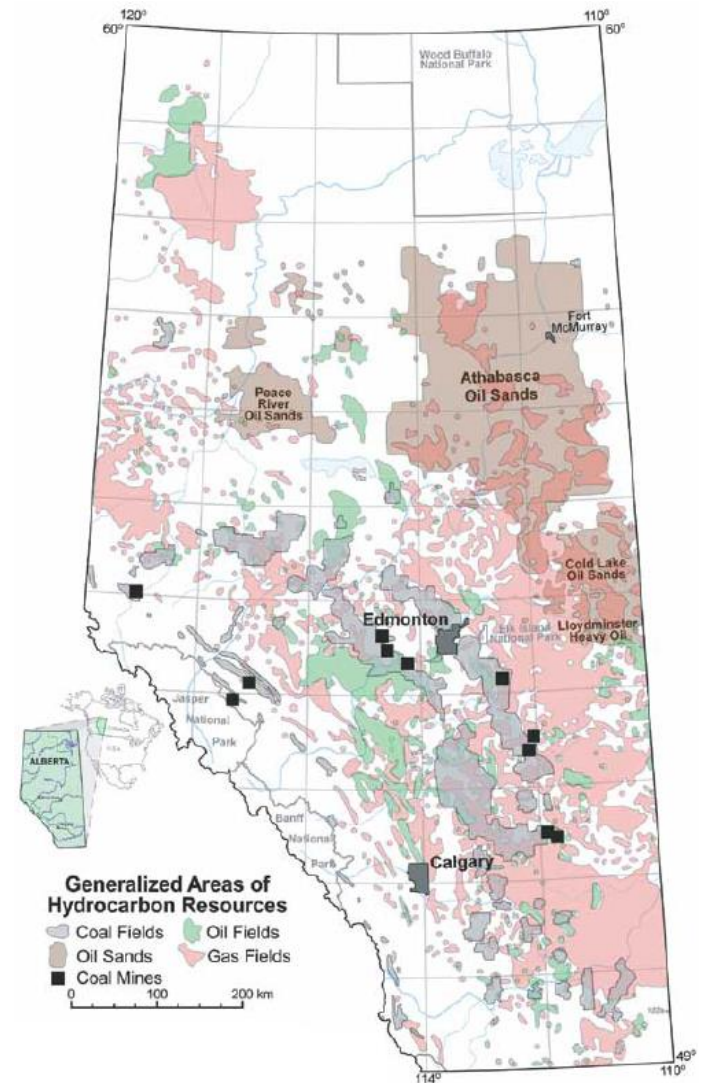 120°
110°
60°
60°
Wood Buffalo
National Park
Fort
McMurray
Athabasca
Oil Sands
Peace
River
Oil Sands
Cold Lake
Oil Sands
Edmonton
Elk Island
National Park
Lloydminster
Heavy Oil
Jasper
National
Park
ALBERTA
Banff
National
Park
Calgary
Generalized Areas of
Hydrocarbon Resources
Coal Fields
Oil Fields
Oil Sands
Gas Fields
Coal Mines
0 100 200 km
49°
114°
110°